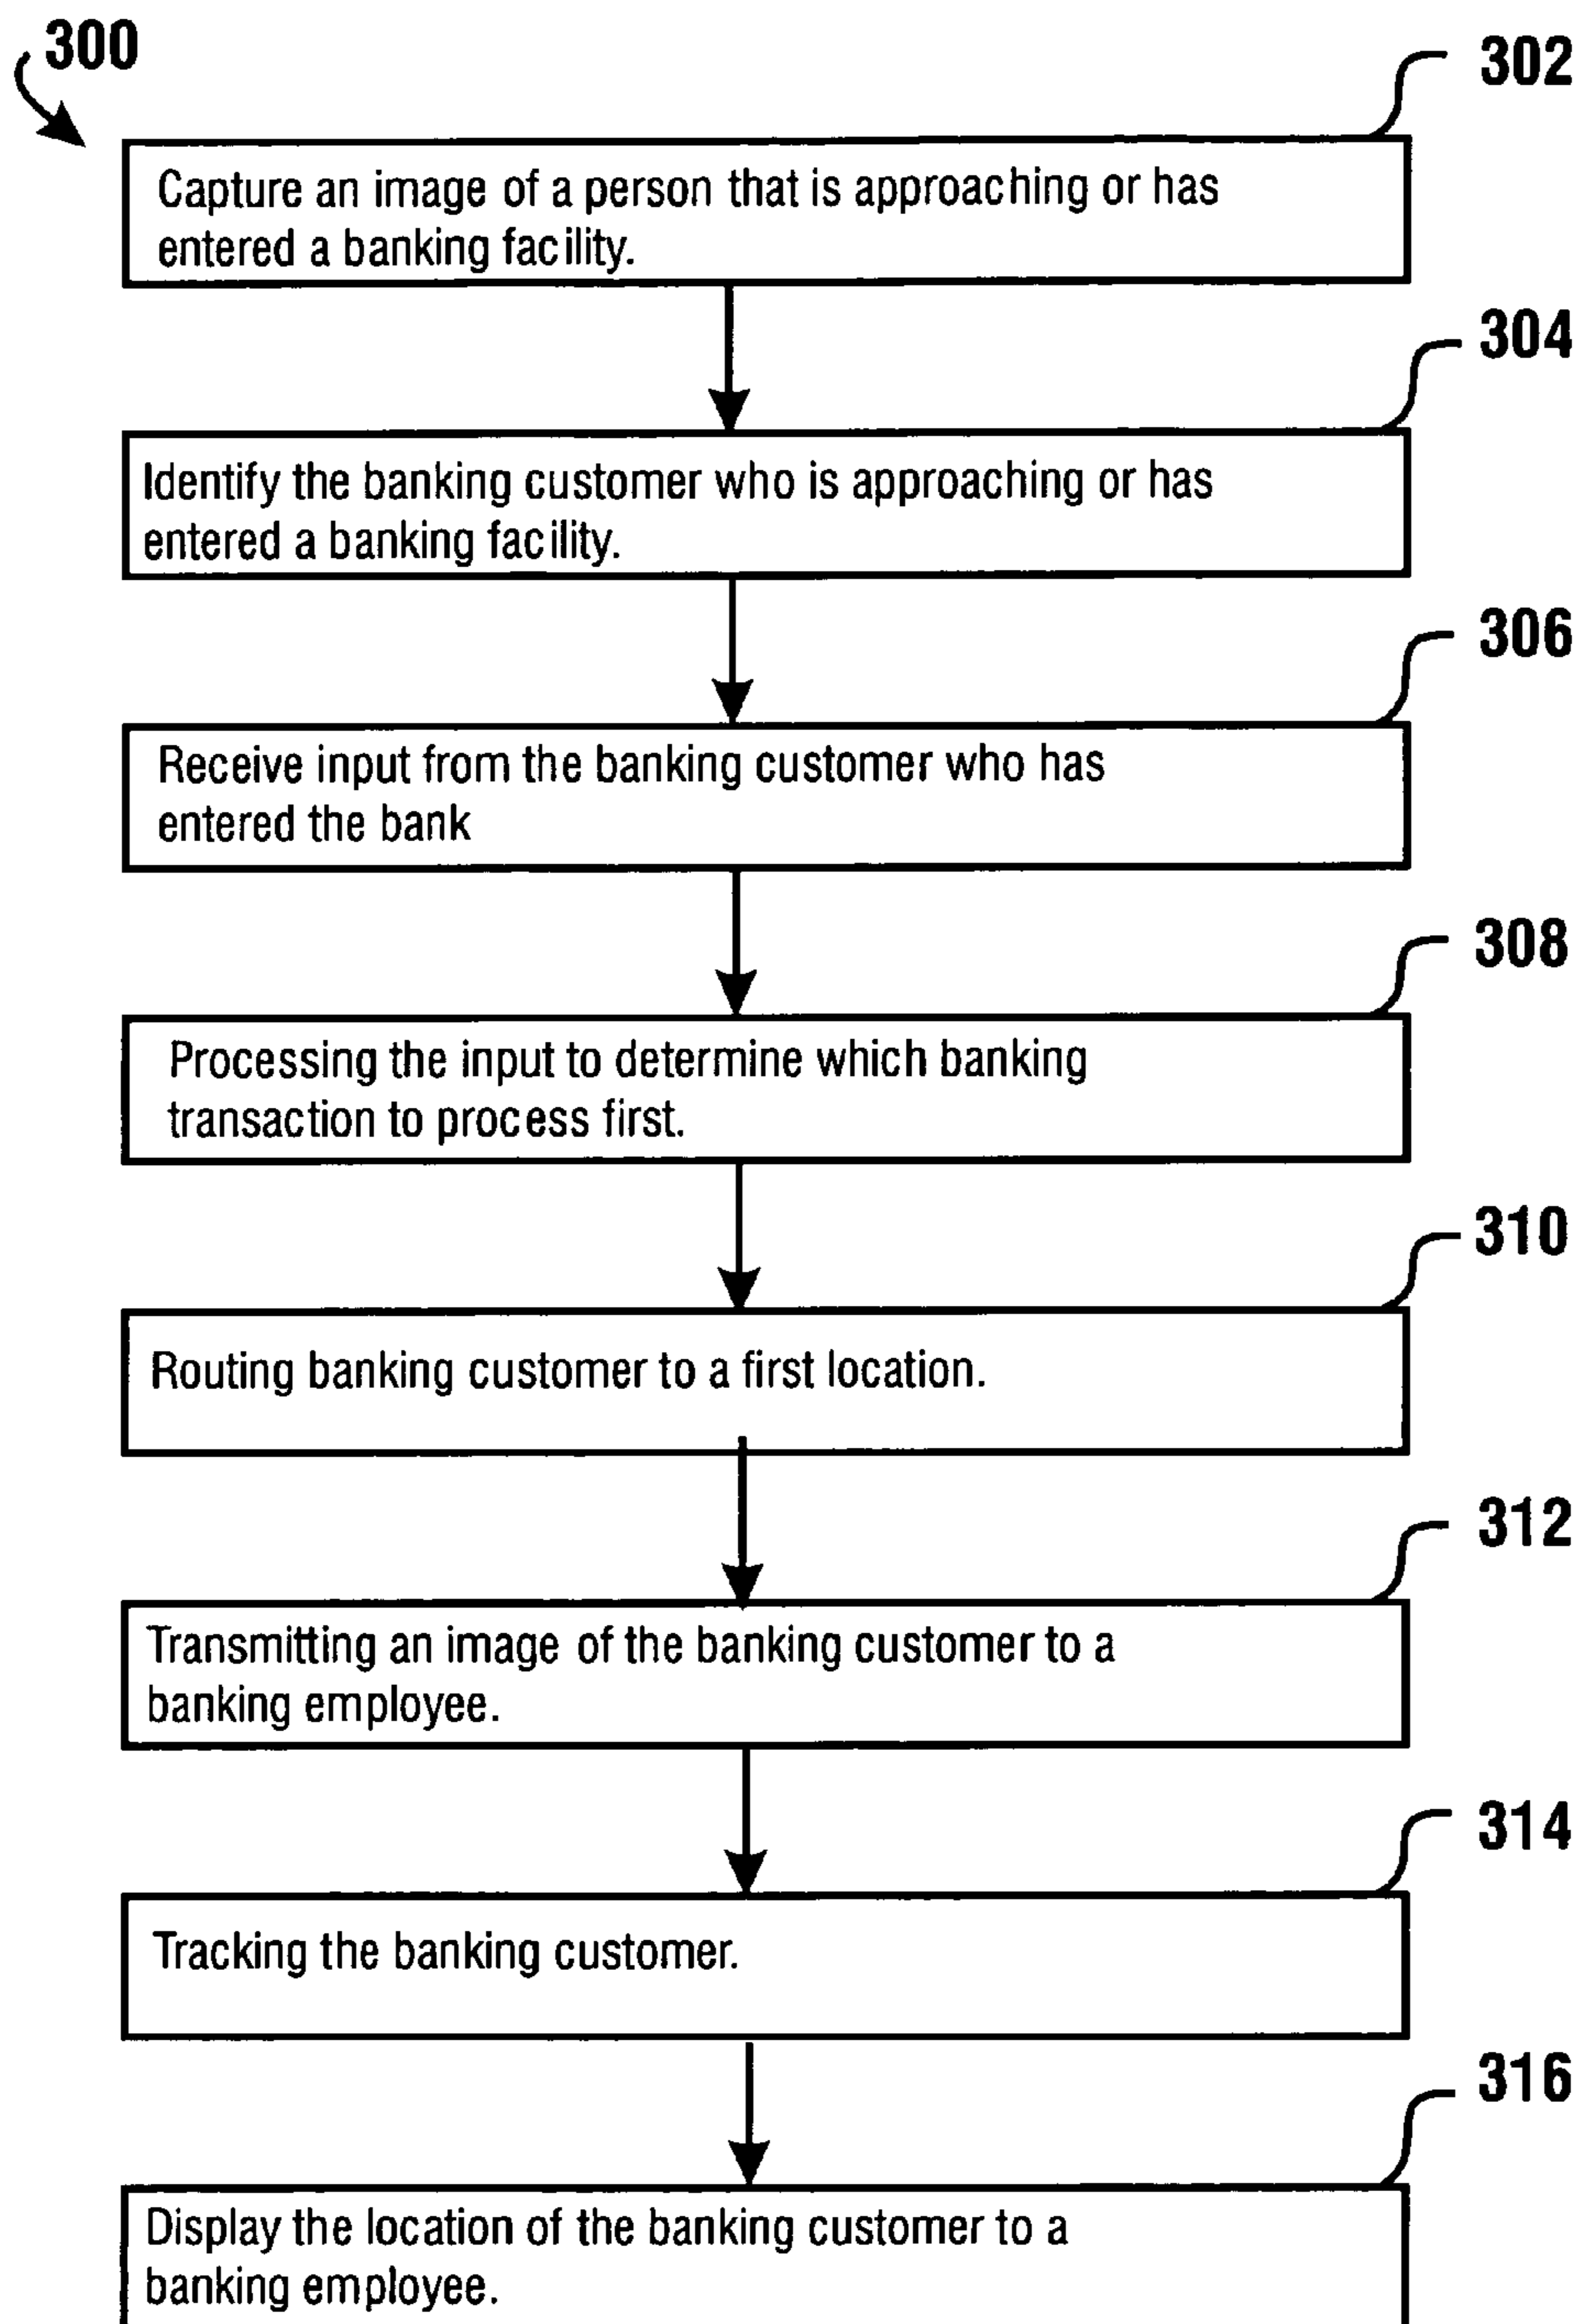 300
302
Capture an image of a person that is approaching or has
entered a banking facility.
304
Identify the banking customer who is approaching or has
entered a banking facility.
306
Receive input from the banking customer who has
entered the bank
308
Processing the input to determine which banking
transaction to process first.
310
Routing banking customer to a first location.
312
Transmitting an image of the banking customer to a
banking employee.
314
Tracking the banking customer.
316
Display the location of the banking customer to a
banking employee.